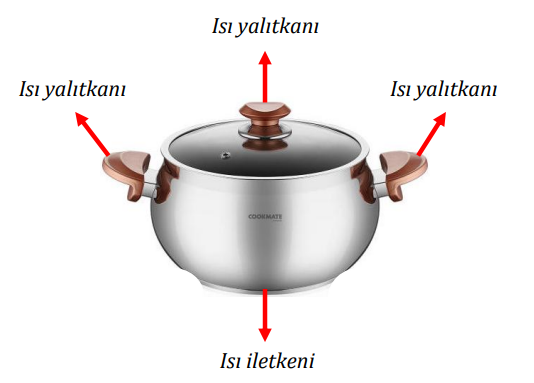 Isı yalıtkanı
Isı yalıtkanı
Isı yalıtkanı
COOKMATE
Isı iletkeni